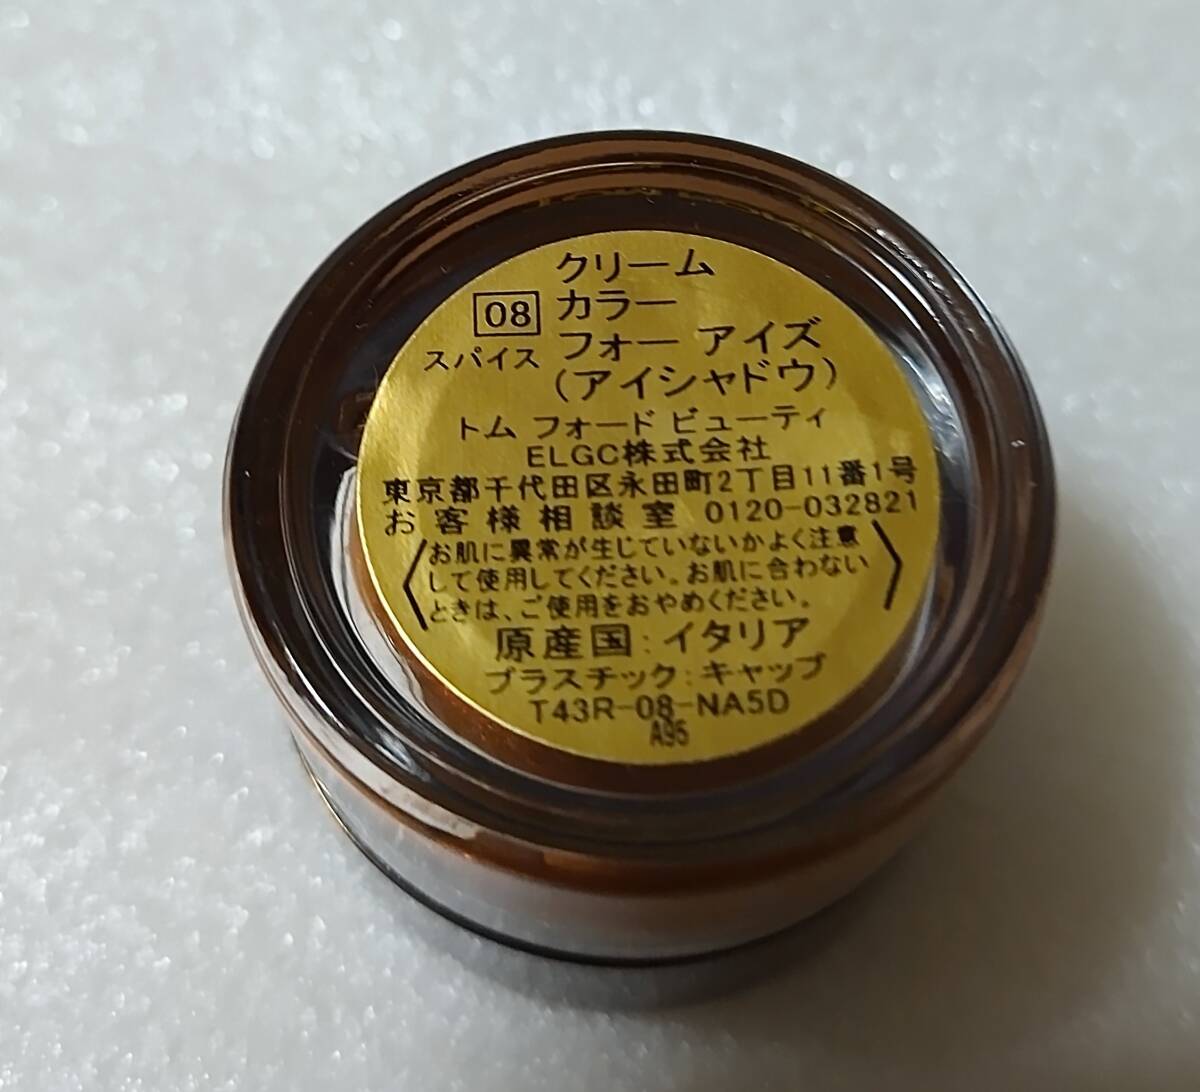 クリーム
08 カラー
スパイス フォー アイズ
(アイシャドウ)
トム フォード ビューティ
ELGC株式会社
東京都千代田区永田町2丁目11番1号
お客様相談室 0120-032821
〈お肌に異常が生じていないかよく注意
して使用してください。お肌に合わない
ときは、ご使用をおやめください。〉
原産国:イタリア
プラスチック:キャップ
T43R-08-NA5D
A95